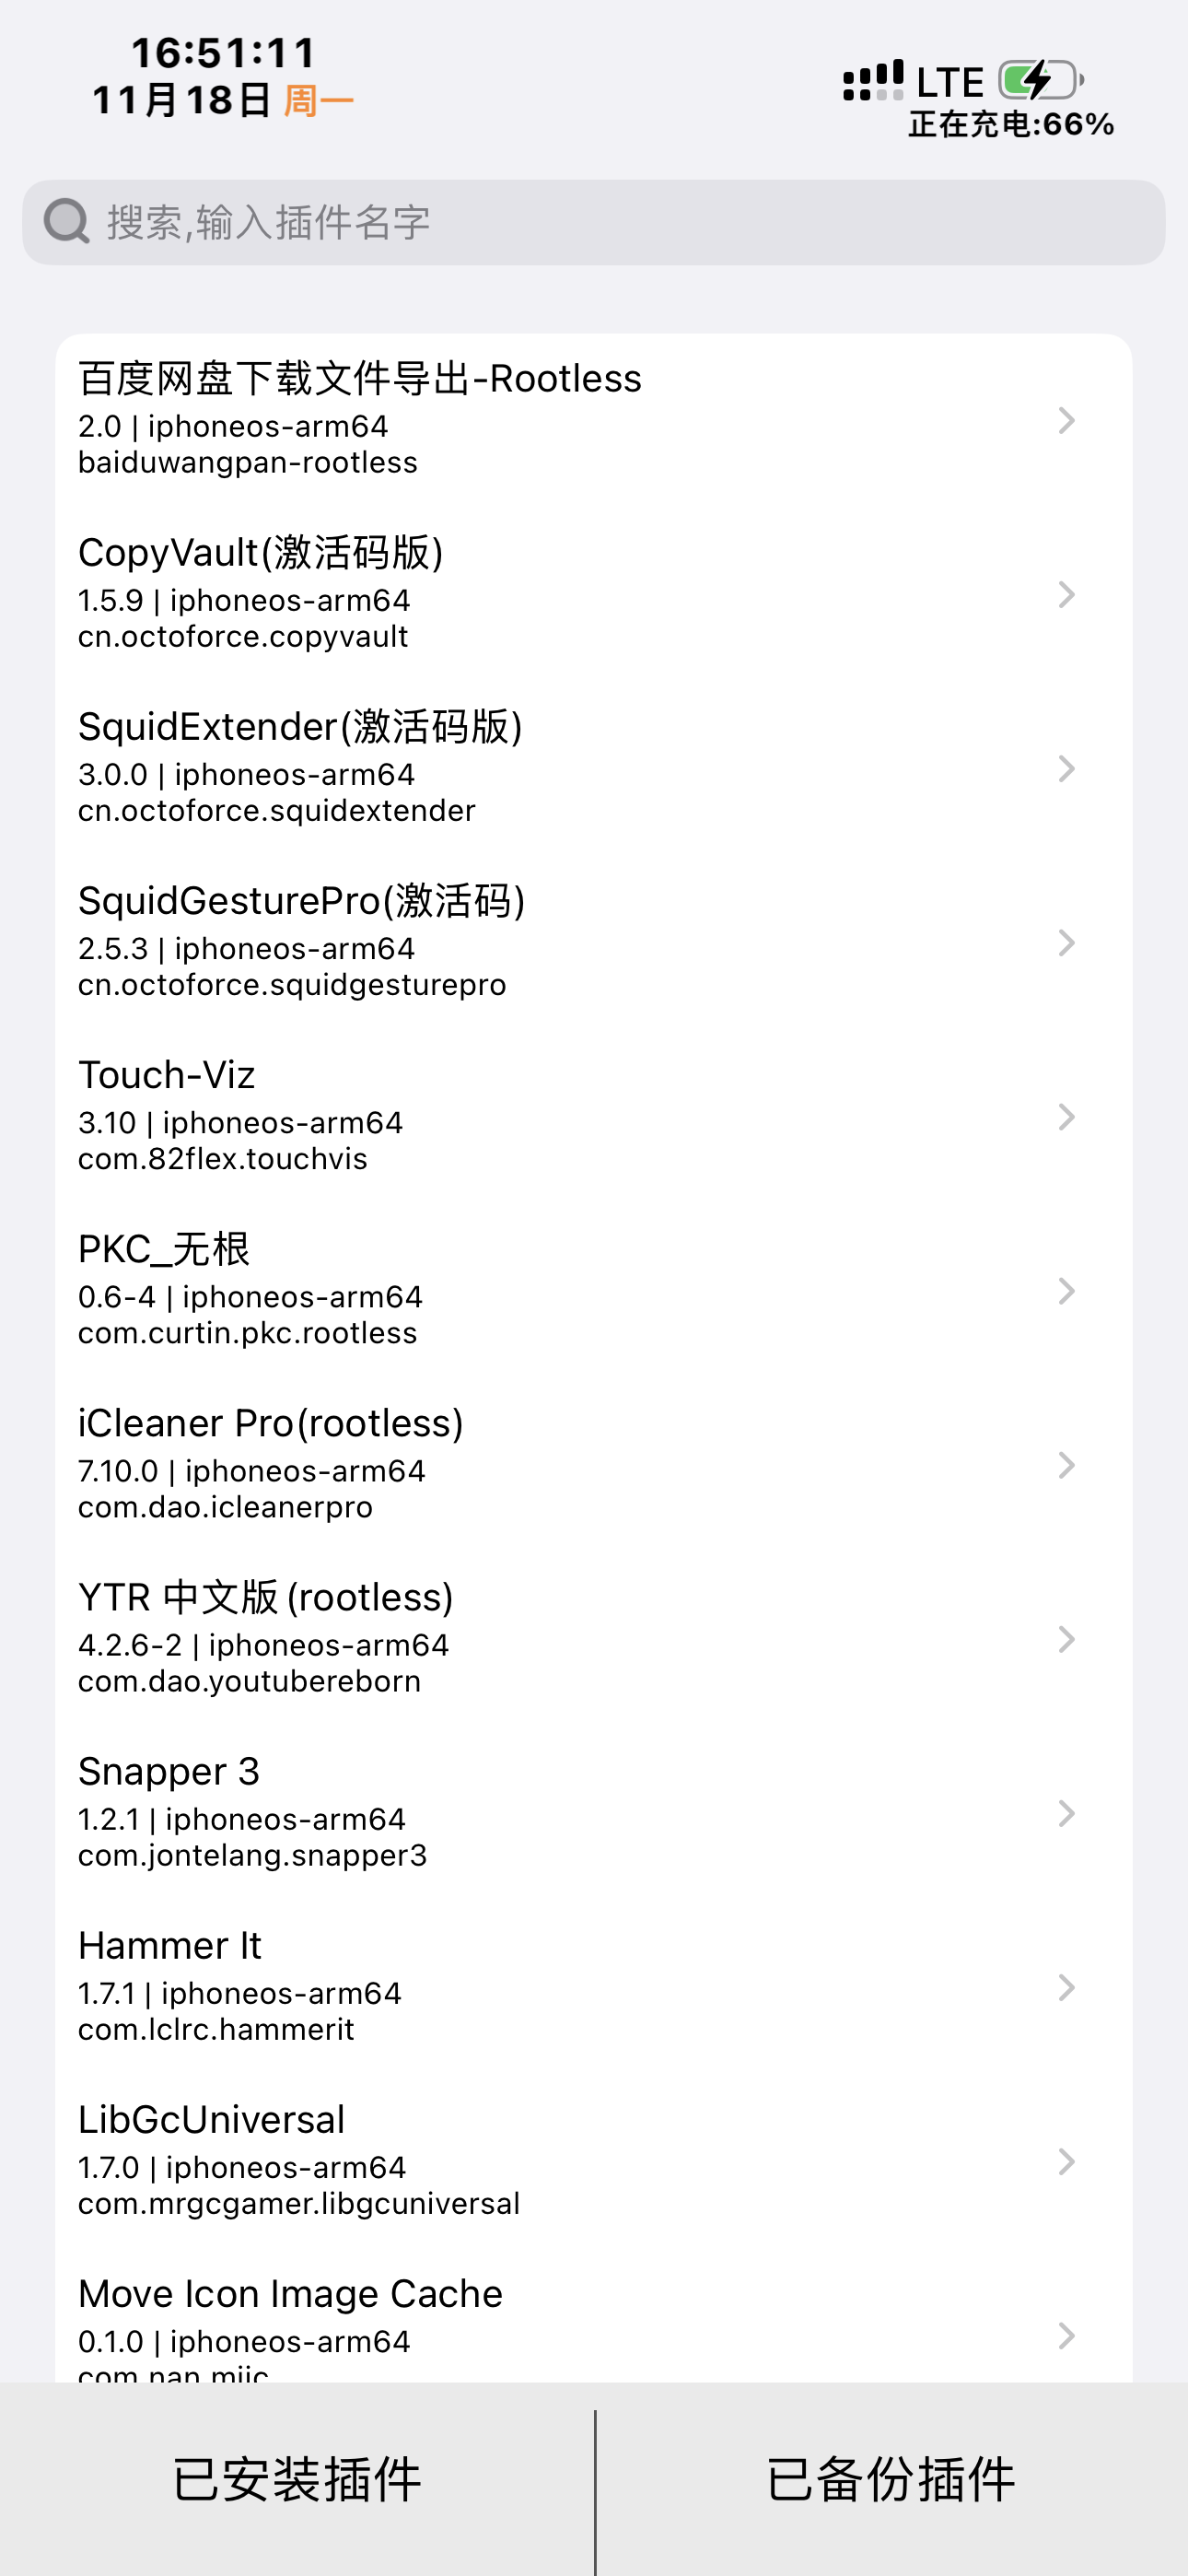 16:51:11
11月18日 周一
LTE
正在充电:66%
搜索,输入插件名字
百度网盘下载文件导出-Rootless
2.0 | iphoneos-arm64
baiduwangpan-rootless
CopyVault(激活码版)
1.5.9 | iphoneos-arm64
cn.octoforce.copyvault
SquidExtender(激活码版)
3.0.0 | iphoneos-arm64
cn.octoforce.squidextender
SquidGesturePro(激活码)
2.5.3 | iphoneos-arm64
cn.octoforce.squidgesturepro
Touch-Viz
3.10 | iphoneos-arm64
com.82flex.touchvis
PKC_无根
0.6-4 | iphoneos-arm64
com.curtin.pkc.rootless
iCleaner Pro(rootless)
7.10.0 | iphoneos-arm64
com.dao.icleanerpro
YTR 中文版 (rootless)
4.2.6-2 | iphoneos-arm64
com.dao.youtubereborn
Snapper 3
1.2.1 | iphoneos-arm64
com.jontelang.snapper3
Hammer It
1.7.1 | iphoneos-arm64
com.lclrc.hammerit
LibGcUniversal
1.7.0 | iphoneos-arm64
com.mrgcgamer.libgcuniversal
Move Icon Image Cache
0.1.0 | iphoneos-arm64
com.nan.miic
已安装插件
已备份插件